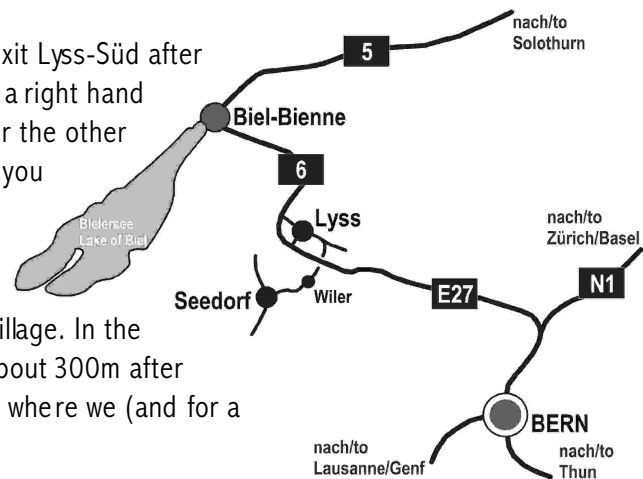 xit Lyss-Süd after
a right hand
r the other
you
illage. In the
bout 300m after
where we (and for a
nach/to
Solothurn
5
Biel-Bienne
6
Bielersee
Lake of Biel
Lyss
nach/to
Zürich/Basel
Seedorf
Wiler
E27
N1
BERN
nach/to
Lausanne/Genf
nach/to
Thun